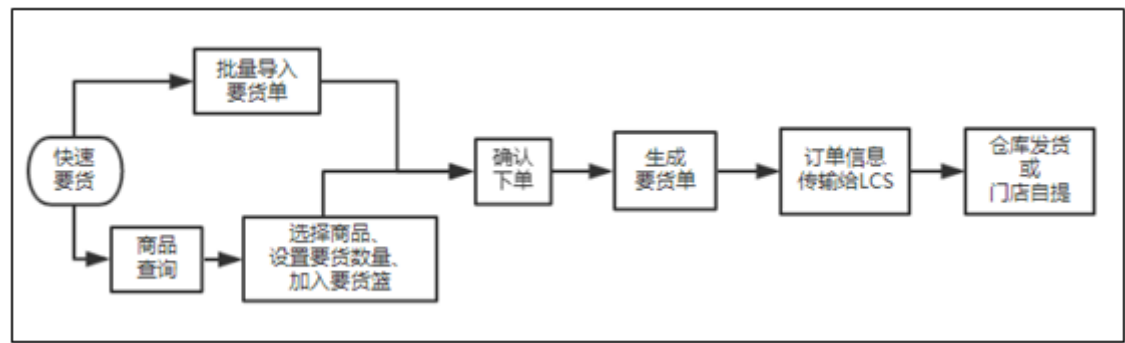 批量导入
要货单
快速
要货
商品
查询
选择商品、
设置要货数量、
加入要货篮
确认
下单
生成
要货单
订单信息
传输给LCS
仓库发货
或
门店自提